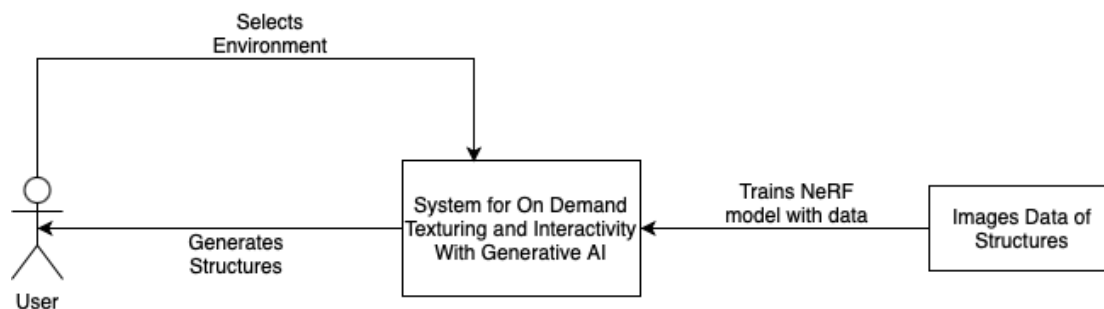 Selects
Environment
System for On Demand
Texturing and Interactivity
With Generative AI
Trains NeRF
model with data
Images Data of
Structures
Generates
Structures
User